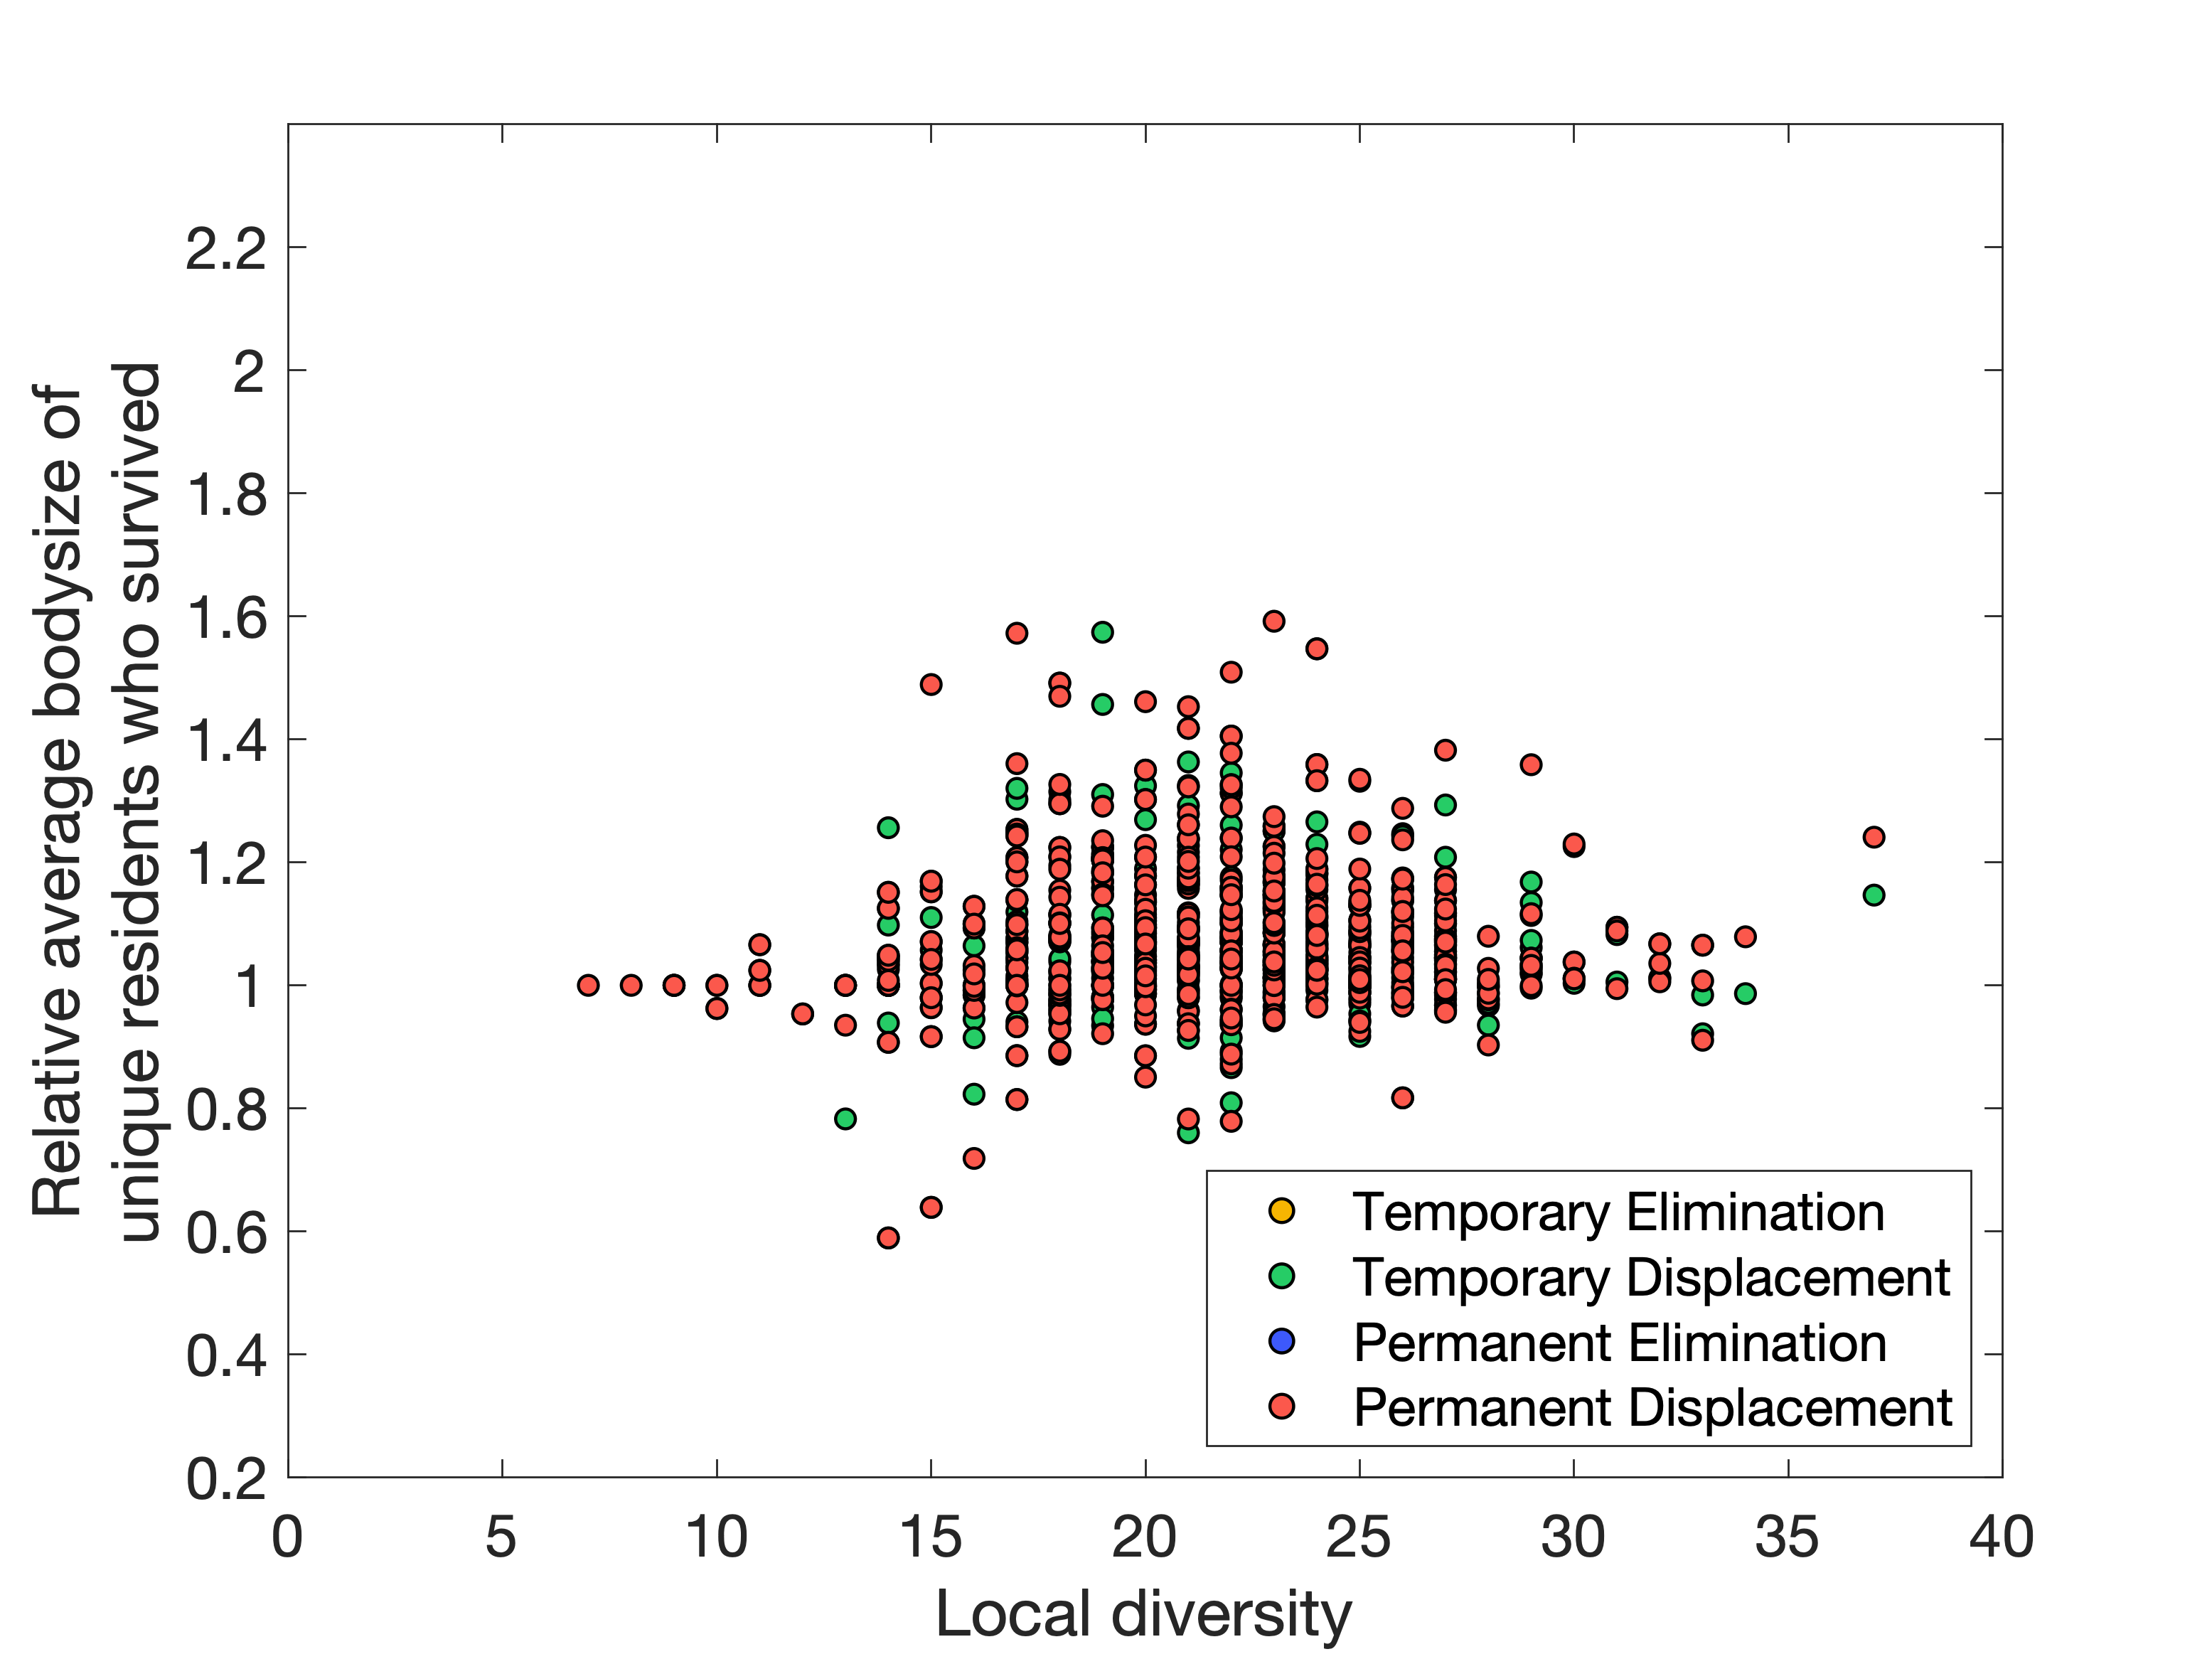 Relative average bodysize of
unique residents who survived
2.2
2
1.8
1.6
1.4
1.2
1
0.8
0.6
0.4
0.2
0 5 10 15 20 25 30 35 40
Local diversity
Temporary Elimination
Temporary Displacement
Permanent Elimination
Permanent Displacement